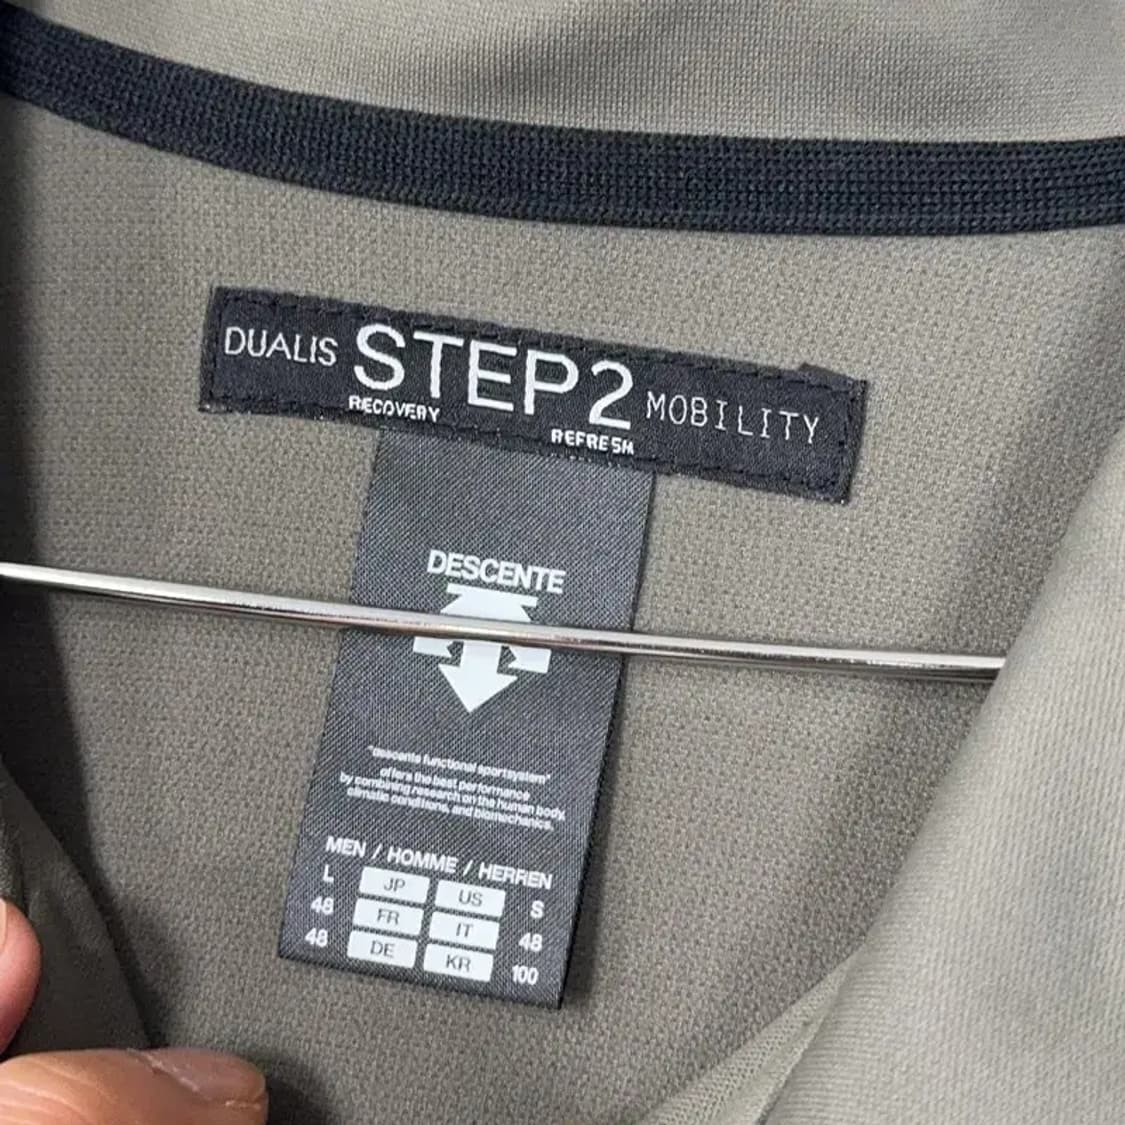 DUALIS STEP2 MOBILITY
RECOVERY
REFRESH
DESCENTE
"descente functional sportsystem"
offers the best performance
by combining research on the human body,
climatic conditions, and biomechanics.
MEN / HOMME / HERREN
L JP US S
48 FR IT 48
48 DE KR 100